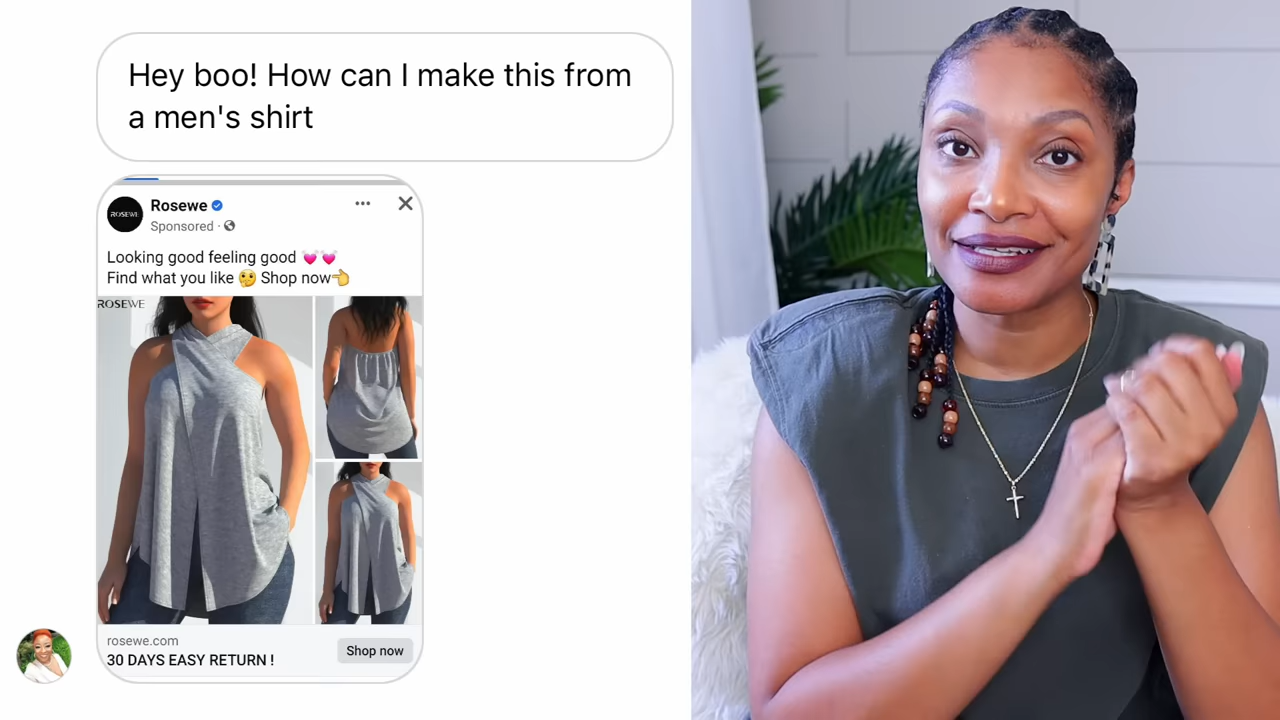 Hey boo! How can I make this from
a men's shirt
ROSEWE
Rosewe
Sponsored ·
Looking good feeling good 💓💓
Find what you like 🤔 Shop now👈
ROSEWE
rosewe.com
30 DAYS EASY RETURN !
Shop now